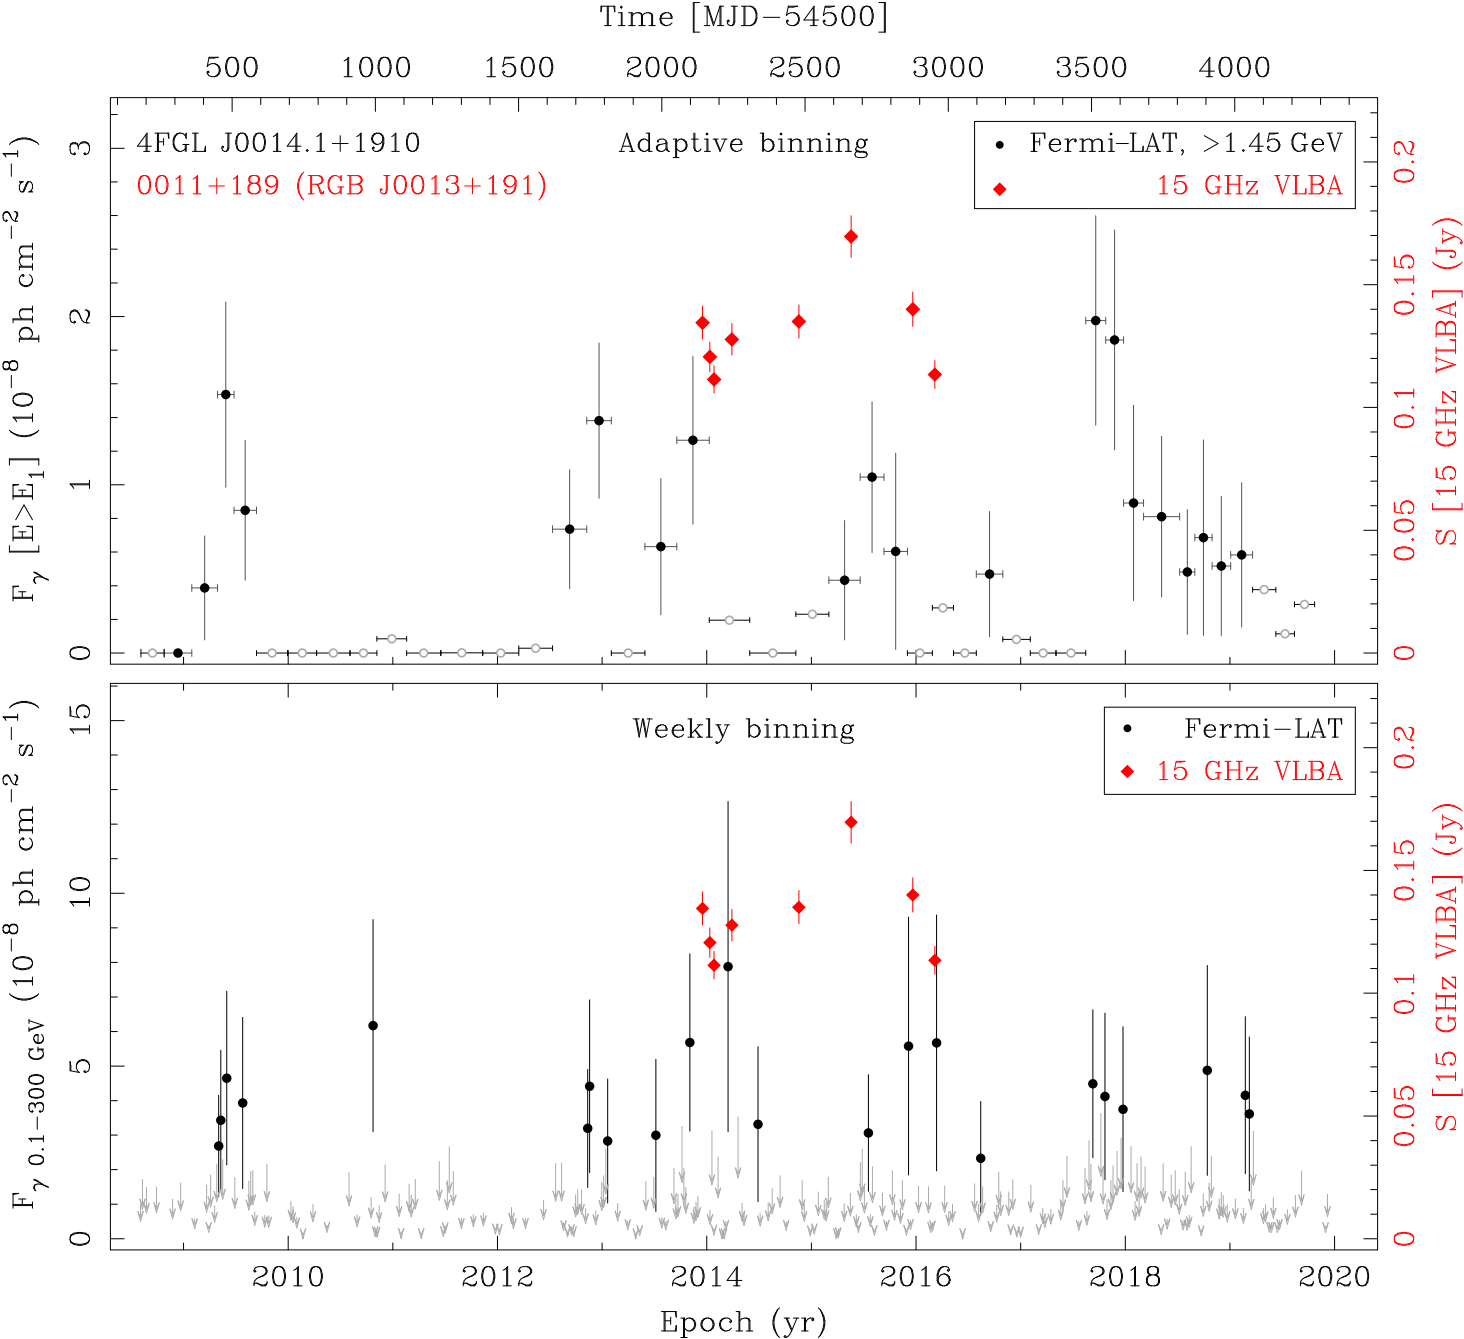 Time [MJD−54500]
500 1000 1500 2000 2500 3000 3500 4000
4FGL J0014.1+1910
Adaptive binning
Fermi−LAT, >1.45 GeV
0011+189 (RGB J0013+191)
15 GHz VLBA
3
2
1
0
F_γ [E>E_1] (10^−8 ph cm^−2 s^−1)
0.2
0.15
0.1
0.05
0
S [15 GHz VLBA] (Jy)
Weekly binning
Fermi−LAT
15 GHz VLBA
15
10
5
0
F_γ 0.1−300 GeV (10^−8 ph cm^−2 s^−1)
0.2
0.15
0.1
0.05
0
S [15 GHz VLBA] (Jy)
2010 2012 2014 2016 2018 2020
Epoch (yr)